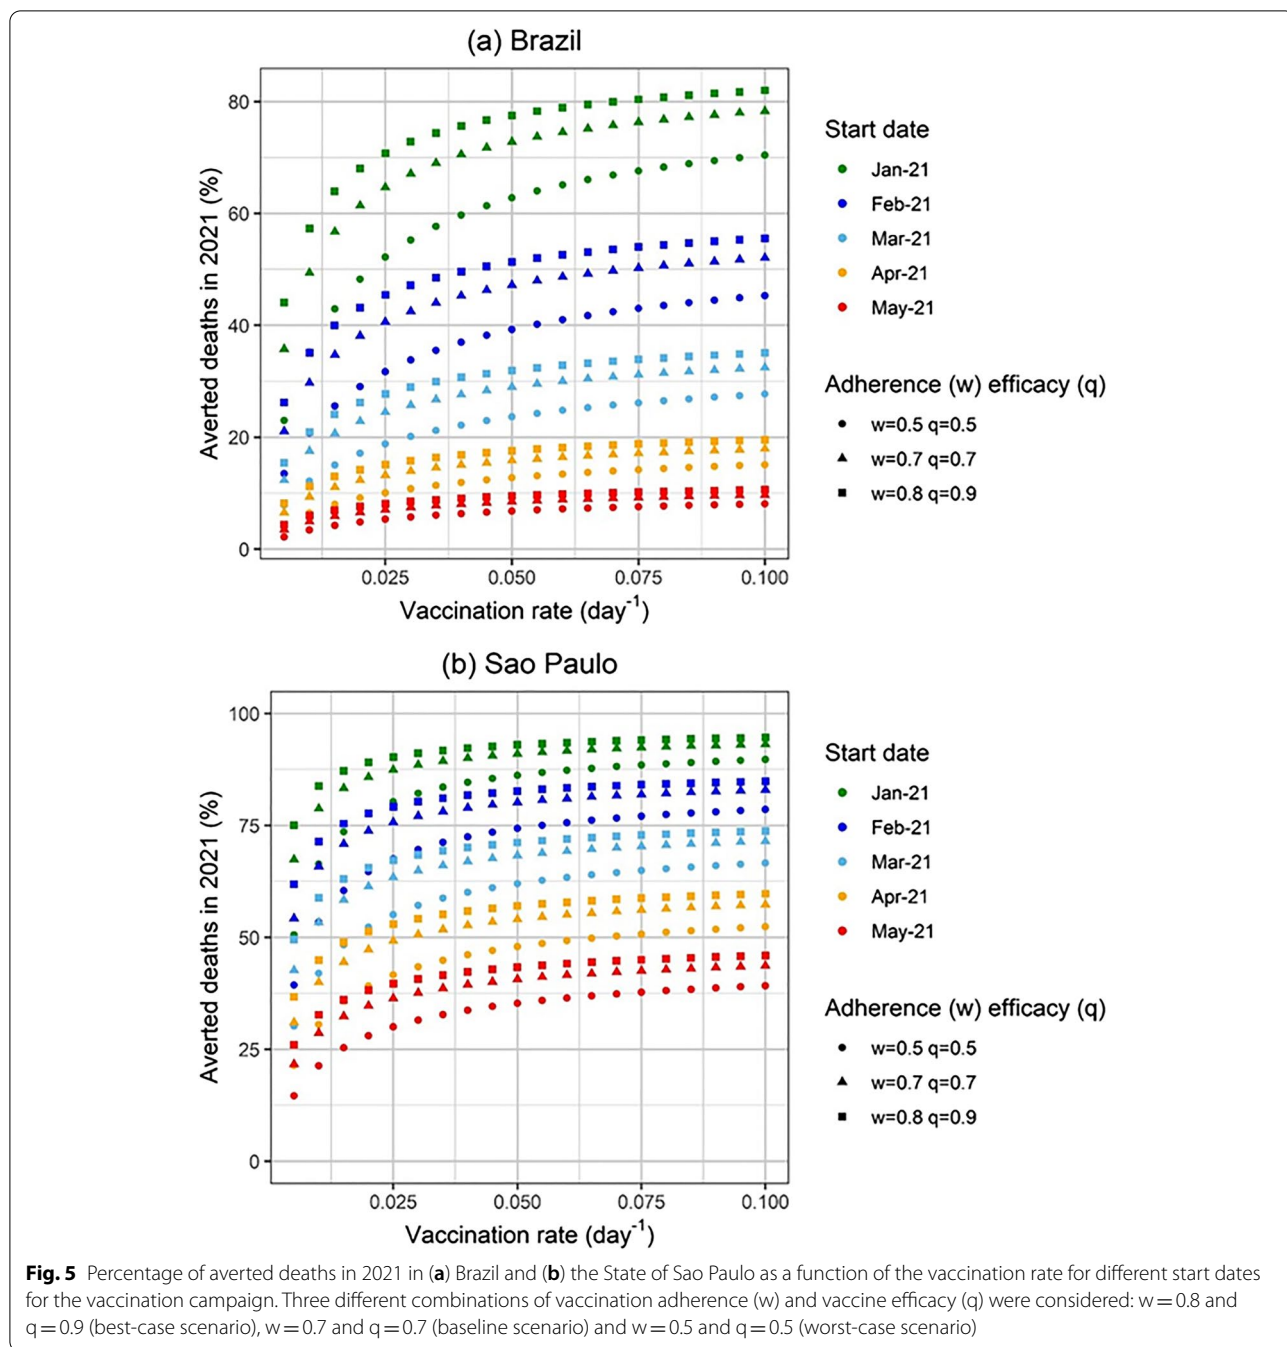 (a) Brazil
80
60
40
20
0
Averted deaths in 2021 (%)
0.025 0.050 0.075 0.100
Vaccination rate (day⁻¹)
Start date
Jan-21
Feb-21
Mar-21
Apr-21
May-21
Adherence (w) efficacy (q)
w=0.5 q=0.5
w=0.7 q=0.7
w=0.8 q=0.9
(b) Sao Paulo
100
75
50
25
0
Averted deaths in 2021 (%)
0.025 0.050 0.075 0.100
Vaccination rate (day⁻¹)
Start date
Jan-21
Feb-21
Mar-21
Apr-21
May-21
Adherence (w) efficacy (q)
w=0.5 q=0.5
w=0.7 q=0.7
w=0.8 q=0.9
Fig. 5 Percentage of averted deaths in 2021 in (a) Brazil and (b) the State of Sao Paulo as a function of the vaccination rate for different start dates
for the vaccination campaign. Three different combinations of vaccination adherence (w) and vaccine efficacy (q) were considered: w = 0.8 and
q = 0.9 (best-case scenario), w = 0.7 and q = 0.7 (baseline scenario) and w = 0.5 and q = 0.5 (worst-case scenario)